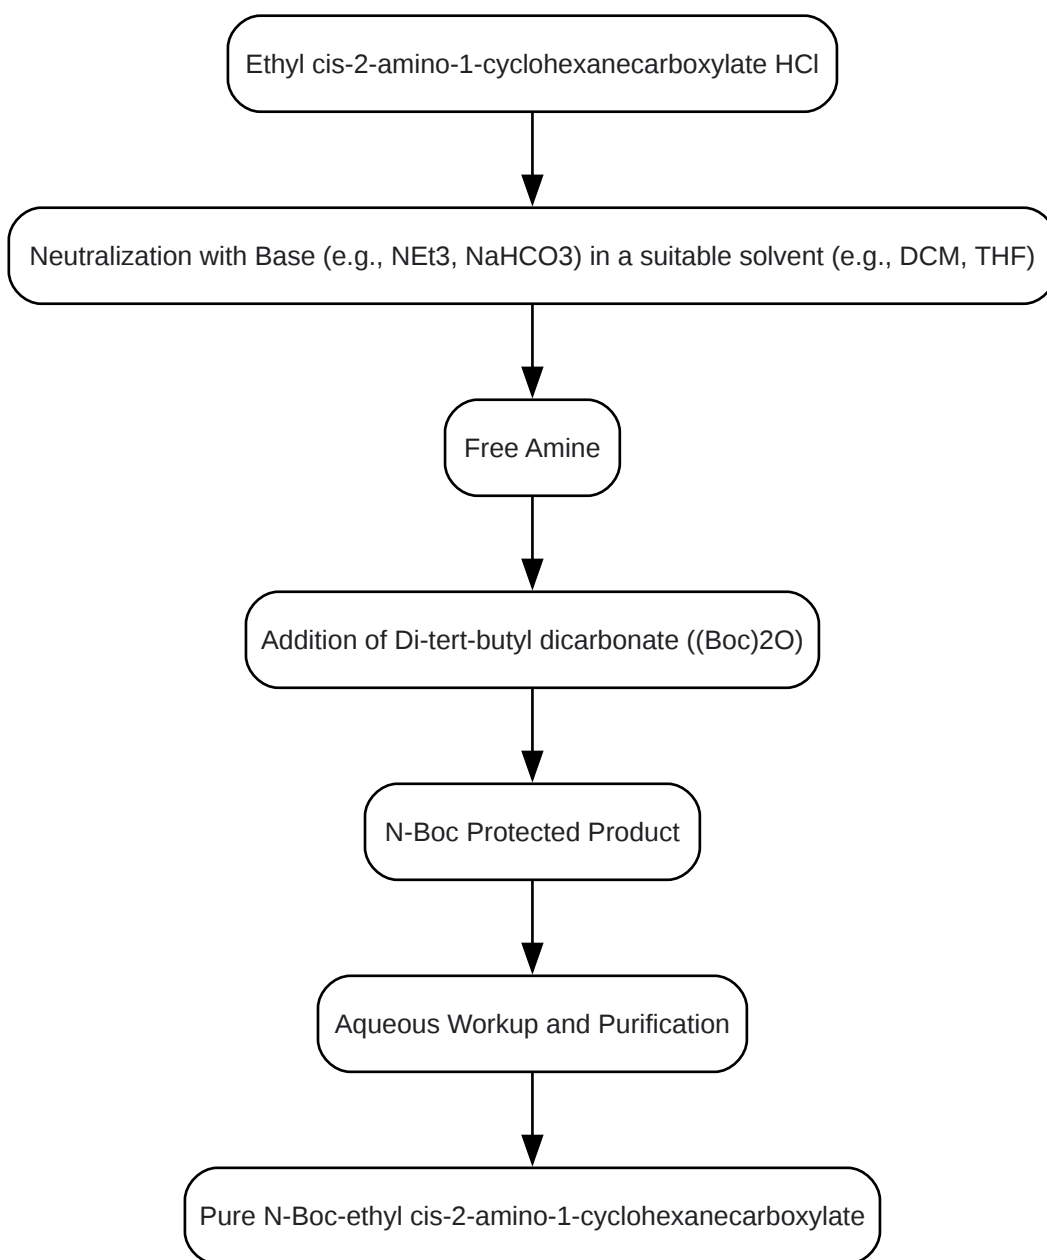 Ethyl cis-2-amino-1-cyclohexanecarboxylate HCl
Neutralization with Base (e.g., NEt3, NaHCO3) in a suitable solvent (e.g., DCM, THF)
Free Amine
Addition of Di-tert-butyl dicarbonate ((Boc)2O)
N-Boc Protected Product
Aqueous Workup and Purification
Pure N-Boc-ethyl cis-2-amino-1-cyclohexanecarboxylate